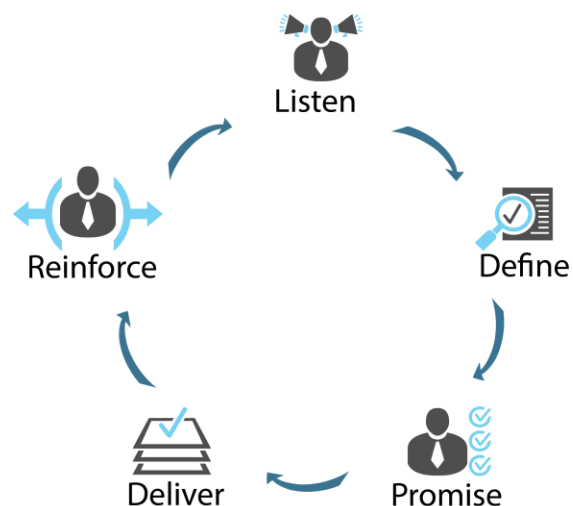 Listen
Define
Promise
Deliver
Reinforce